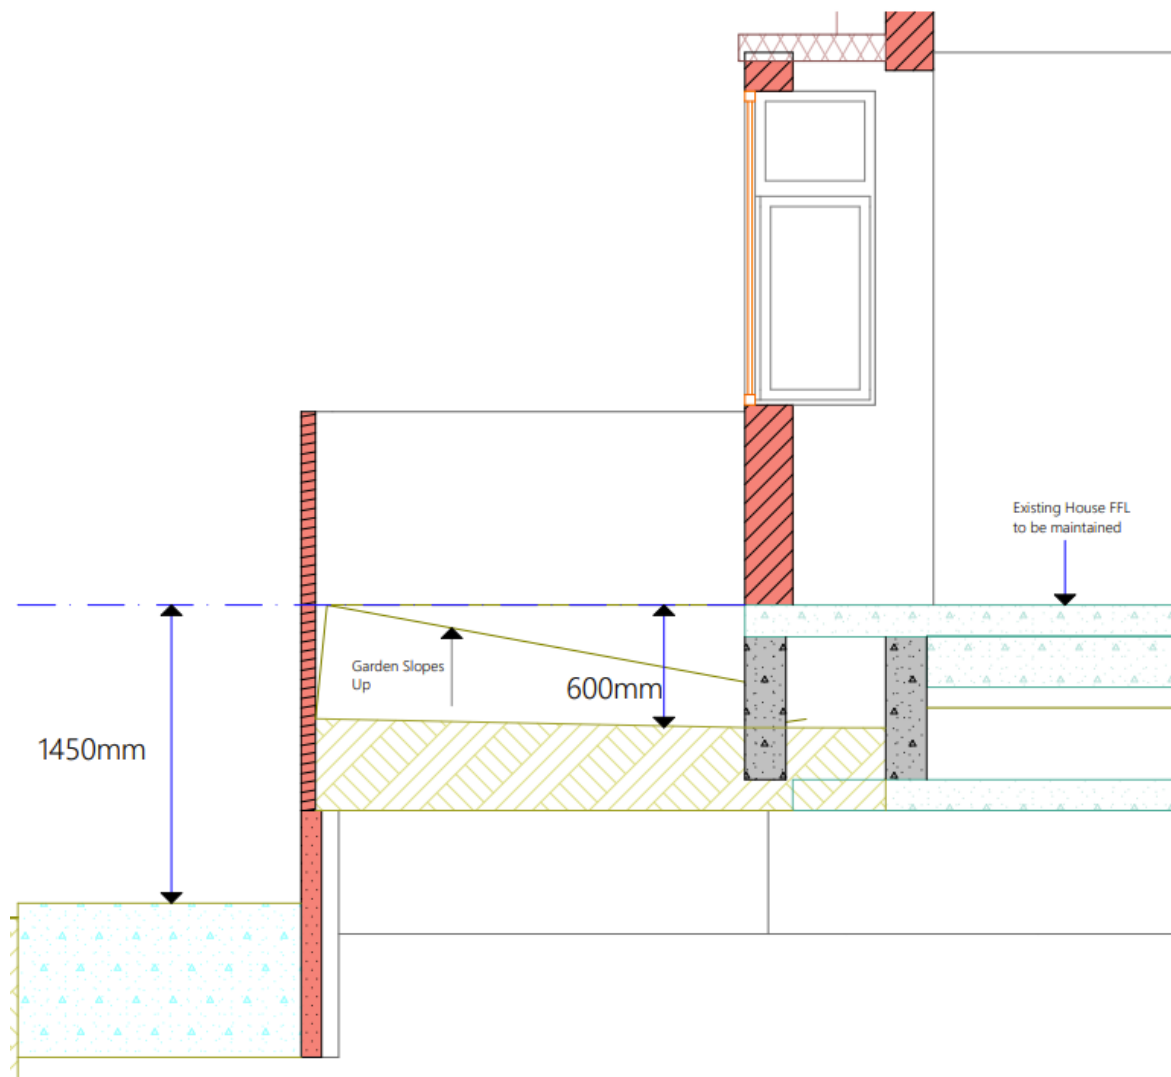 Existing House FFL
to be maintained
Garden Slopes
Up
600mm
1450mm